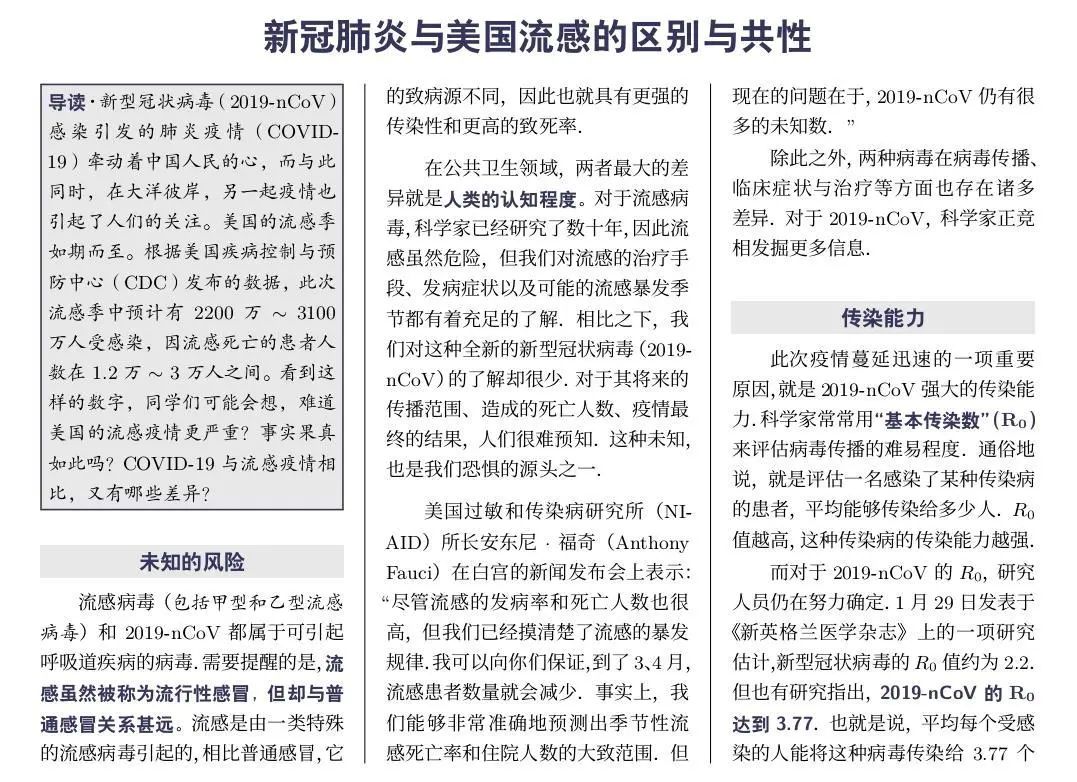 新冠肺炎与美国流感的区别与共性
导读·新型冠状病毒（2019-nCoV）
感染引发的肺炎疫情（COVID-
19）牵动着中国人民的心，而与此
同时，在大洋彼岸，另一起疫情也
引起了人们的关注。美国的流感季
如期而至。根据美国疾病控制与预
防中心（CDC）发布的数据，此次
流感季中预计有 2200 万 ∼ 3100
万人受感染，因流感死亡的患者人
数在 1.2 万 ∼ 3 万人之间。看到这
样的数字，同学们可能会想，难道
美国的流感疫情更严重？事实果真
如此吗？COVID-19 与流感疫情相
比，又有哪些差异？
未知的风险
流感病毒（包括甲型和乙型流感
病毒）和 2019-nCoV 都属于可引起
呼吸道疾病的病毒.需要提醒的是,流
感虽然被称为流行性感冒，但却与普
通感冒关系甚远。流感是由一类特殊
的流感病毒引起的,相比普通感冒,它
的致病源不同，因此也就具有更强的
传染性和更高的致死率.
在公共卫生领域，两者最大的差
异就是人类的认知程度。对于流感病
毒,科学家已经研究了数十年,因此流
感虽然危险，但我们对流感的治疗手
段、发病症状以及可能的流感暴发季
节都有着充足的了解. 相比之下，我
们对这种全新的新型冠状病毒（2019-
nCoV）的了解却很少. 对于其将来的
传播范围、造成的死亡人数、疫情最
终的结果，人们很难预知. 这种未知,
也是我们恐惧的源头之一.
美国过敏和传染病研究所（NI-
AID）所长安东尼 · 福奇（Anthony
Fauci）在白宫的新闻发布会上表示:
“尽管流感的发病率和死亡人数也很
高，但我们已经摸清楚了流感的暴发
规律.我可以向你们保证,到了3、4月,
流感患者数量就会减少. 事实上，我
们能够非常准确地预测出季节性流
感死亡率和住院人数的大致范围. 但
现在的问题在于, 2019-nCoV 仍有很
多的未知数. ”
除此之外, 两种病毒在病毒传播、
临床症状与治疗等方面也存在诸多
差异. 对于 2019-nCoV, 科学家正竞
相发掘更多信息.
传染能力
此次疫情蔓延迅速的一项重要
原因,就是 2019-nCoV 强大的传染能
力.科学家常常用“基本传染数”（R₀）
来评估病毒传播的难易程度. 通俗地
说，就是评估一名感染了某种传染病
的患者，平均能够传染给多少人. R₀
值越高, 这种传染病的传染能力越强.
而对于 2019-nCoV 的 R₀, 研究
人员仍在努力确定. 1 月 29 日发表于
《新英格兰医学杂志》上的一项研究
估计,新型冠状病毒的 R₀ 值约为 2.2.
但也有研究指出，2019-nCoV 的 R₀
达到 3.77. 也就是说，平均每个受感
染的人能将这种病毒传染给 3.77 个